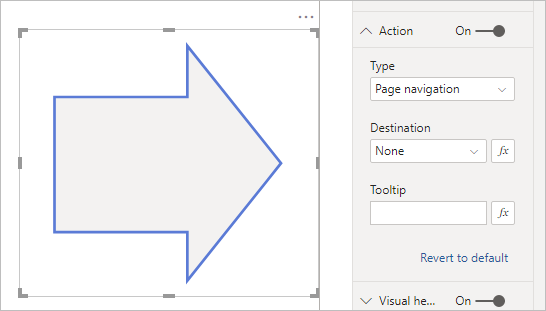 Action On
Type
Page navigation
Destination
None fx
Tooltip
fx
Revert to default
Visual he... On